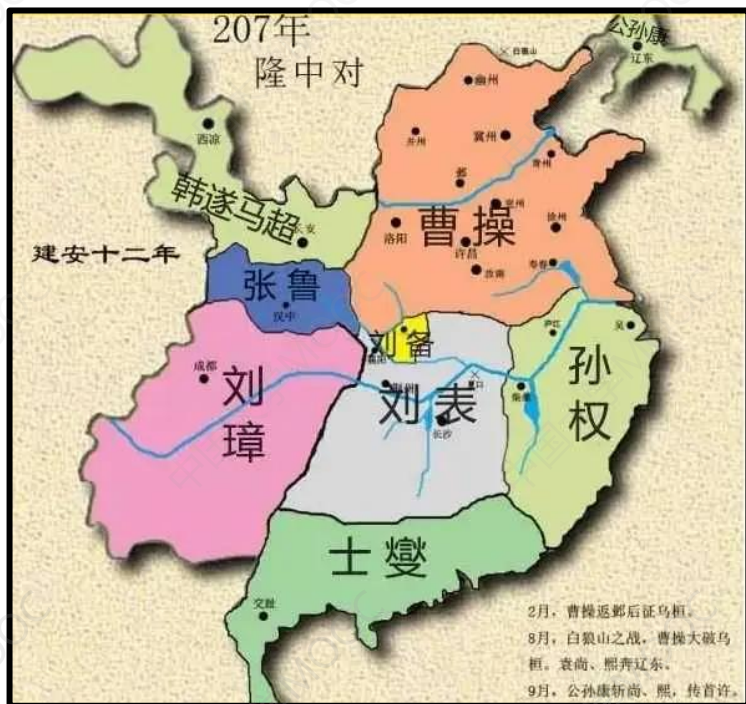 207年
隆中对
公孙康
辽东
白狼山
幽州
西凉
并州
冀州
青州
邺
兖州
韩遂马超
长安
洛阳
曹操
徐州
许昌
汝南
寿春
建安十二年
张鲁
汉中
刘备
襄阳
庐江
吴
成都
刘璋
荆州
刘表
夏口
柴桑
孙权
长沙
士燮
交趾
2月，曹操返邺后征乌桓。
8月，白狼山之战，曹操大破乌
桓。袁尚、熙奔辽东。
9月，公孙康斩尚、熙，传首许。